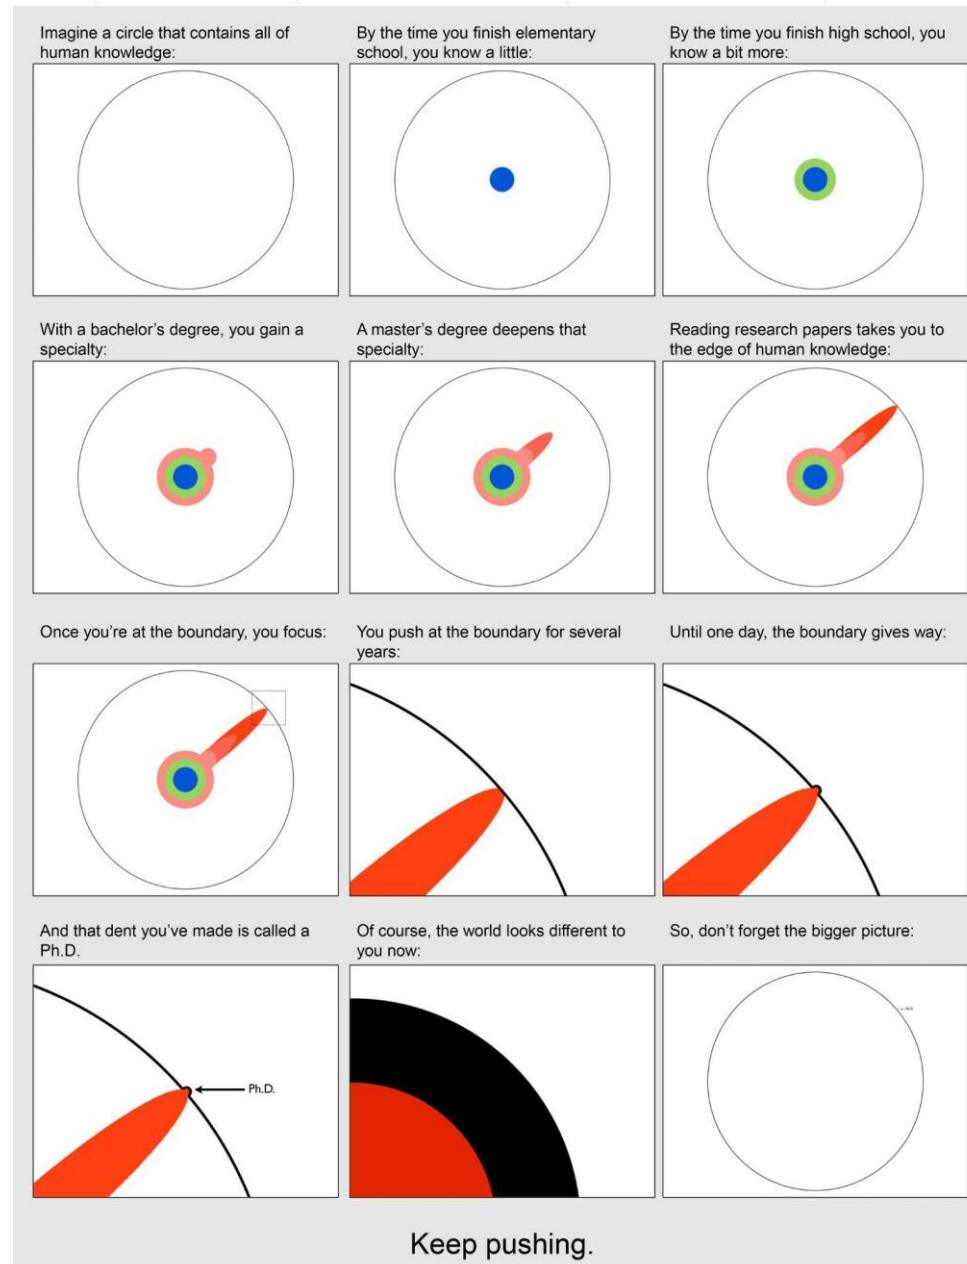 Imagine a circle that contains all of
human knowledge:
By the time you finish elementary
school, you know a little:
By the time you finish high school, you
know a bit more:
With a bachelor’s degree, you gain a
specialty:
A master’s degree deepens that
specialty:
Reading research papers takes you to
the edge of human knowledge:
Once you’re at the boundary, you focus:
You push at the boundary for several
years:
Until one day, the boundary gives way:
And that dent you’ve made is called a
Ph.D.
Ph.D.
Of course, the world looks different to
you now:
So, don’t forget the bigger picture:
Keep pushing.